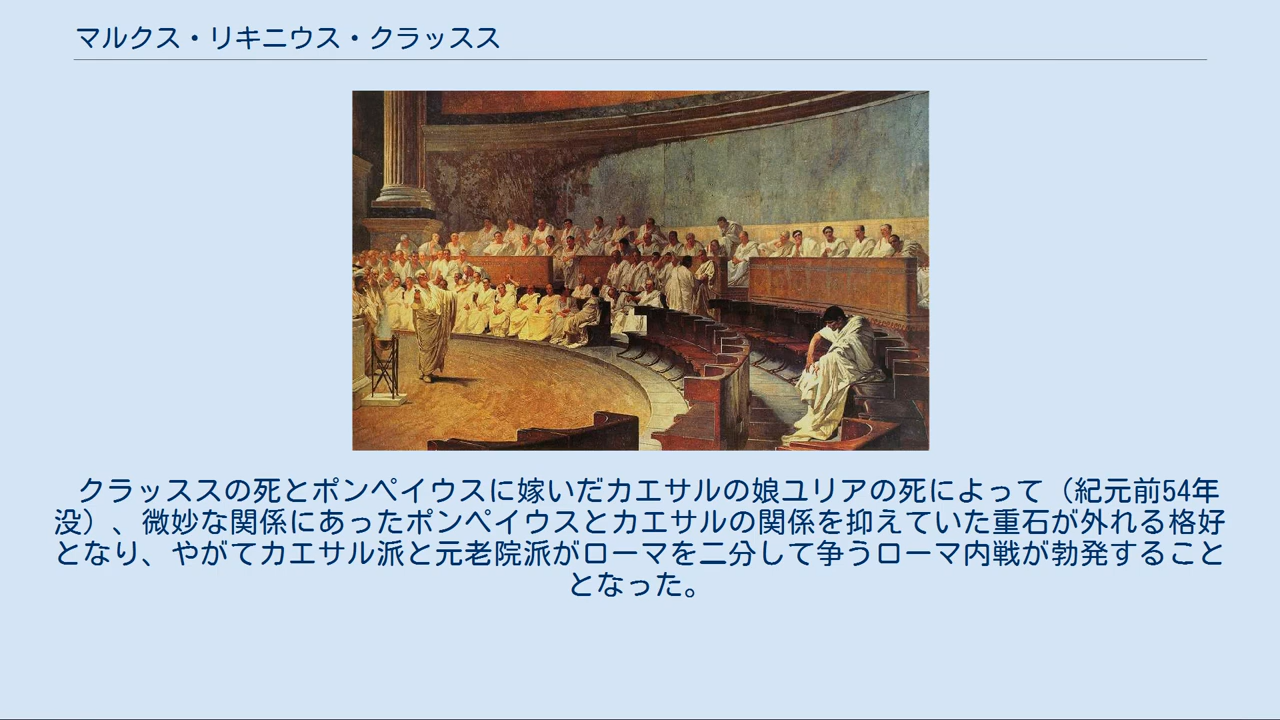 マルクス・リキニウス・クラッスス
クラッススの死とポンペイウスに嫁いだカエサルの娘ユリアの死によって（紀元前54年
没）、微妙な関係にあったポンペイウスとカエサルの関係を抑えていた重石が外れる格好
となり、やがてカエサル派と元老院派がローマを二分して争うローマ内戦が勃発すること
となった。